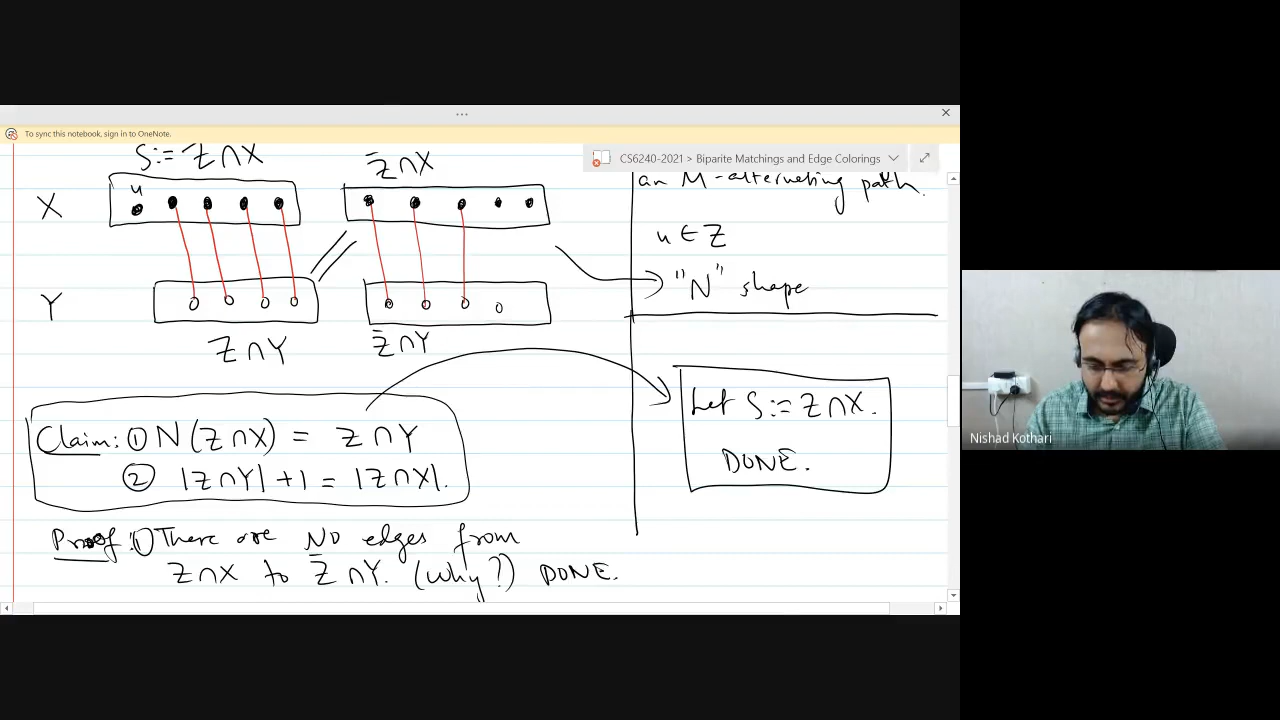 To sync this notebook, sign in to OneNote.
CS6240-2021 > Biparite Matchings and Edge Colorings
S := Z∩X
Z̄∩X
an M-alternating path.
u
X
u ∈ Z
"N" shape
Y
Z∩Y
Z̄∩Y
Let S := Z∩X.
DONE.
Claim: ① N(Z∩X) = Z∩Y
② |Z∩Y| + 1 = |Z∩X|.
Proof: ① There are NO edges from
Z∩X to Z̄∩Y. (Why?) DONE.
Nishad Kothari